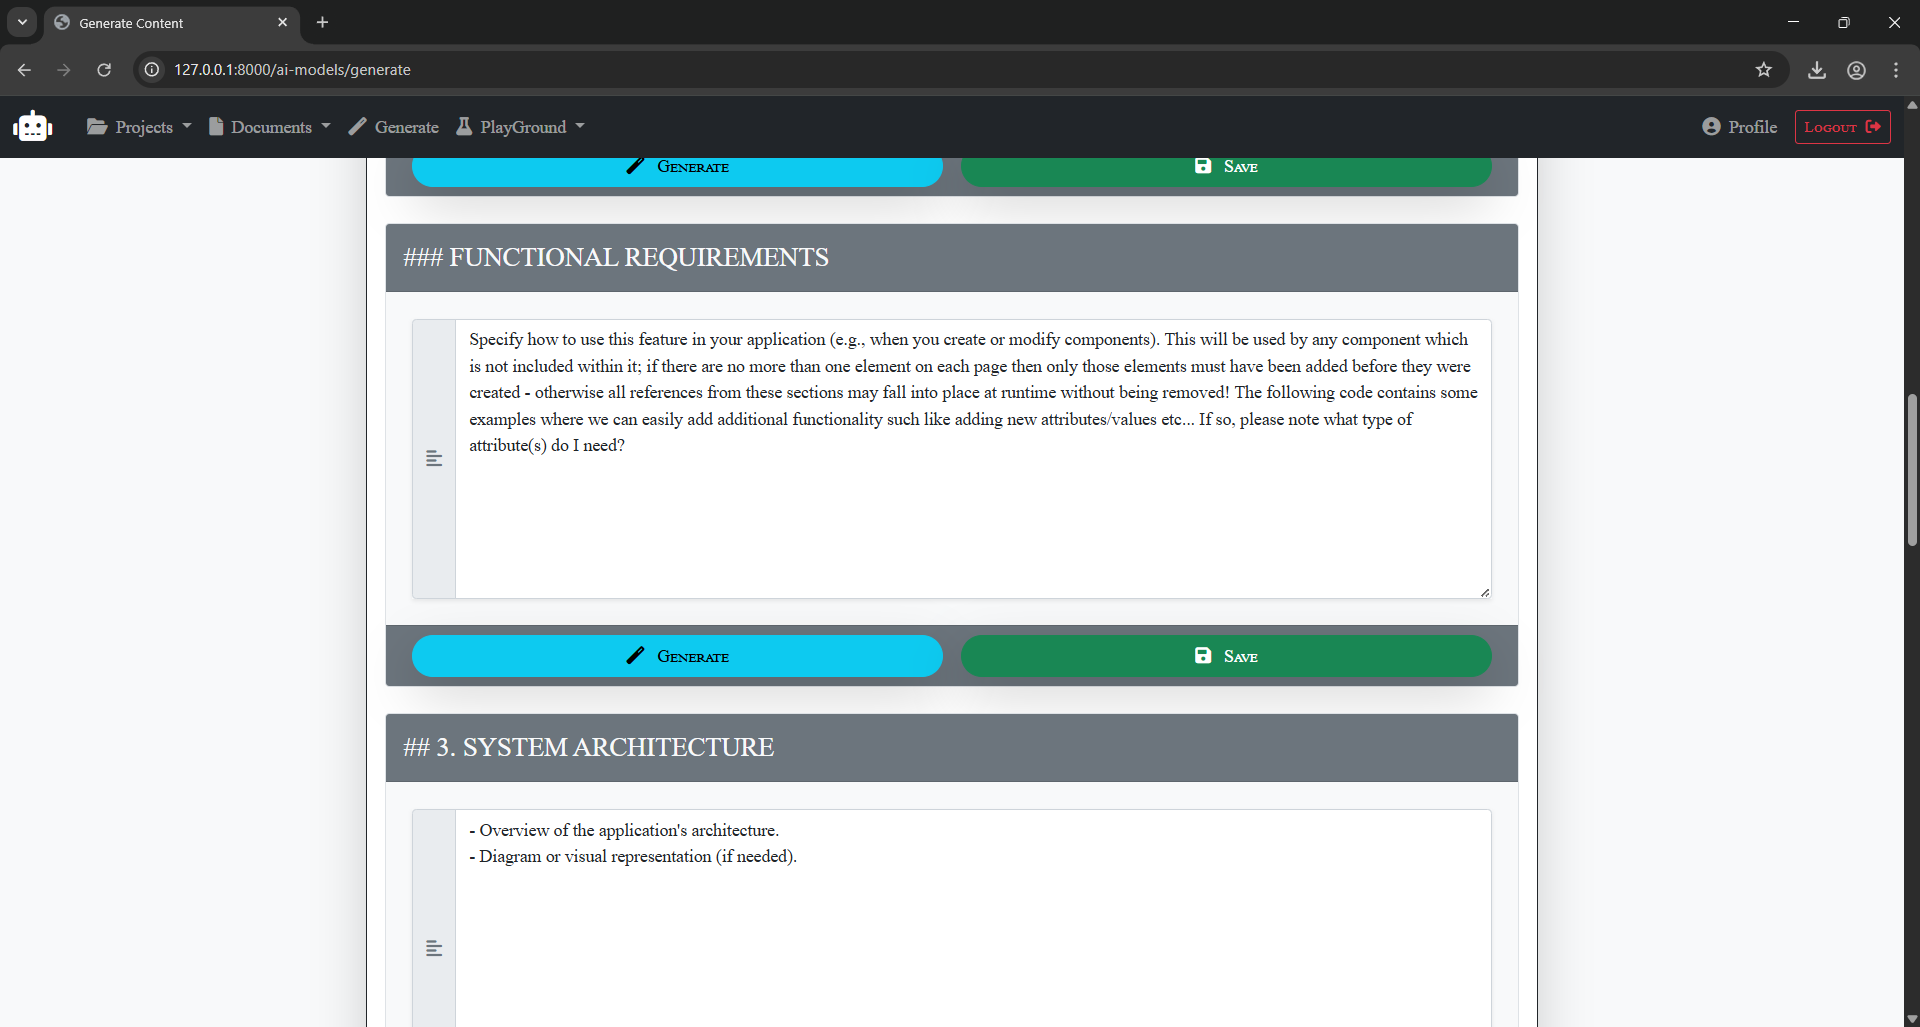 Generate Content
127.0.0.1:8000/ai-models/generate
Projects
Documents
Generate
PlayGround
Profile
Logout
Generate
Save
### FUNCTIONAL REQUIREMENTS
Specify how to use this feature in your application (e.g., when you create or modify components). This will be used by any component which
is not included within it; if there are no more than one element on each page then only those elements must have been added before they were
created - otherwise all references from these sections may fall into place at runtime without being removed! The following code contains some
examples where we can easily add additional functionality such like adding new attributes/values etc... If so, please note what type of
attribute(s) do I need?
Generate
Save
## 3. SYSTEM ARCHITECTURE
- Overview of the application's architecture.
- Diagram or visual representation (if needed).